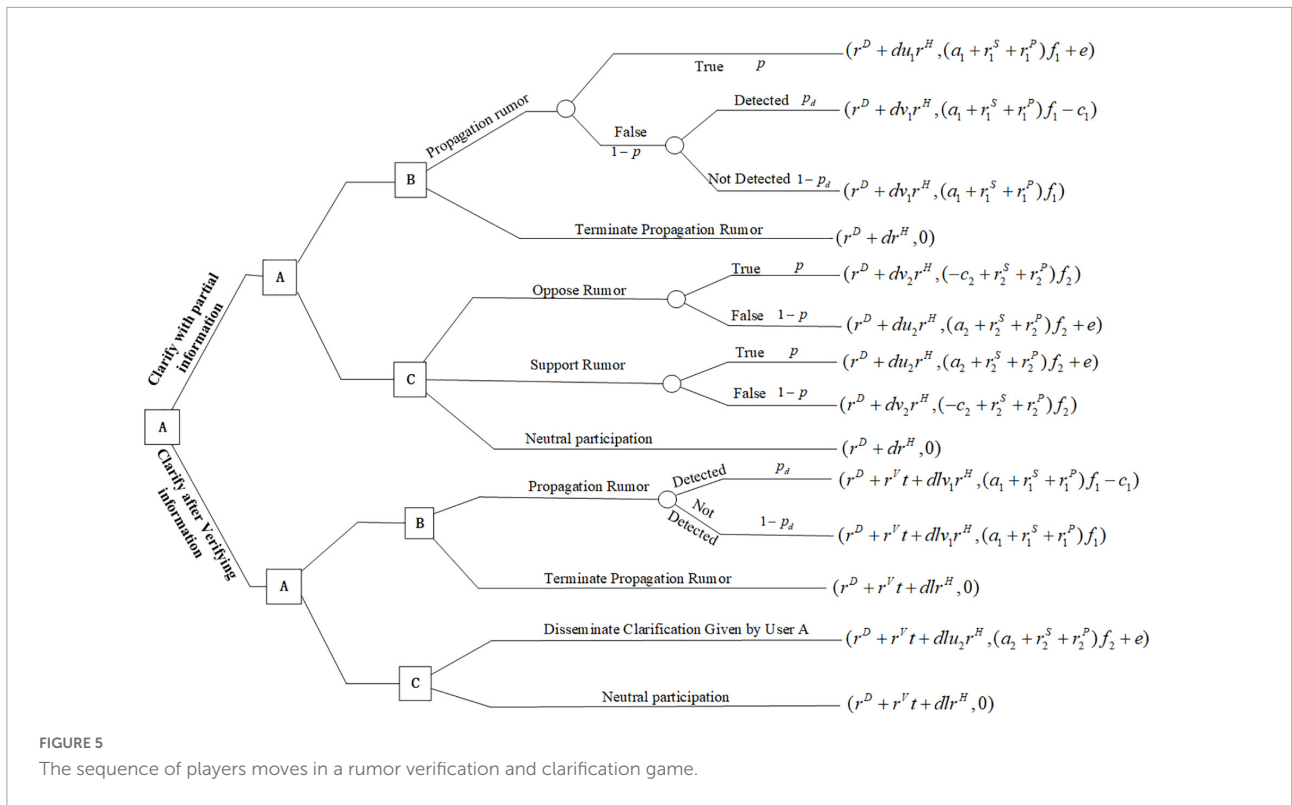 True p (r^D + du_1 r^H, (a_1 + r_1^S + r_1^P) f_1 + e)
Propagation rumor
Detected p_d (r^D + dv_1 r^H, (a_1 + r_1^S + r_1^P) f_1 − c_1)
False
1−p
B
Not Detected 1−p_d (r^D + dv_1 r^H, (a_1 + r_1^S + r_1^P) f_1)
Terminate Propagation Rumor (r^D + dr^H, 0)
A
True p (r^D + dv_2 r^H, (−c_2 + r_2^S + r_2^P) f_2)
Oppose Rumor
False 1−p (r^D + du_2 r^H, (a_2 + r_2^S + r_2^P) f_2 + e)
Clarify with partial
information
C
Support Rumor
True p (r^D + du_2 r^H, (a_2 + r_2^S + r_2^P) f_2 + e)
False 1−p (r^D + dv_2 r^H, (−c_2 + r_2^S + r_2^P) f_2)
A
Neutral participation (r^D + dr^H, 0)
Clarify after Verifying
information
Propagation Rumor
Detected p_d (r^D + r^V t + dlv_1 r^H, (a_1 + r_1^S + r_1^P) f_1 − c_1)
B
Not
Detected
1−p_d (r^D + r^V t + dlv_1 r^H, (a_1 + r_1^S + r_1^P) f_1)
Terminate Propagation Rumor (r^D + r^V t + dlr^H, 0)
A
Disseminate Clarification Given by User A (r^D + r^V t + dlu_2 r^H, (a_2 + r_2^S + r_2^P) f_2 + e)
C
Neutral participation (r^D + r^V t + dlr^H, 0)
FIGURE 5
The sequence of players moves in a rumor verification and clarification game.